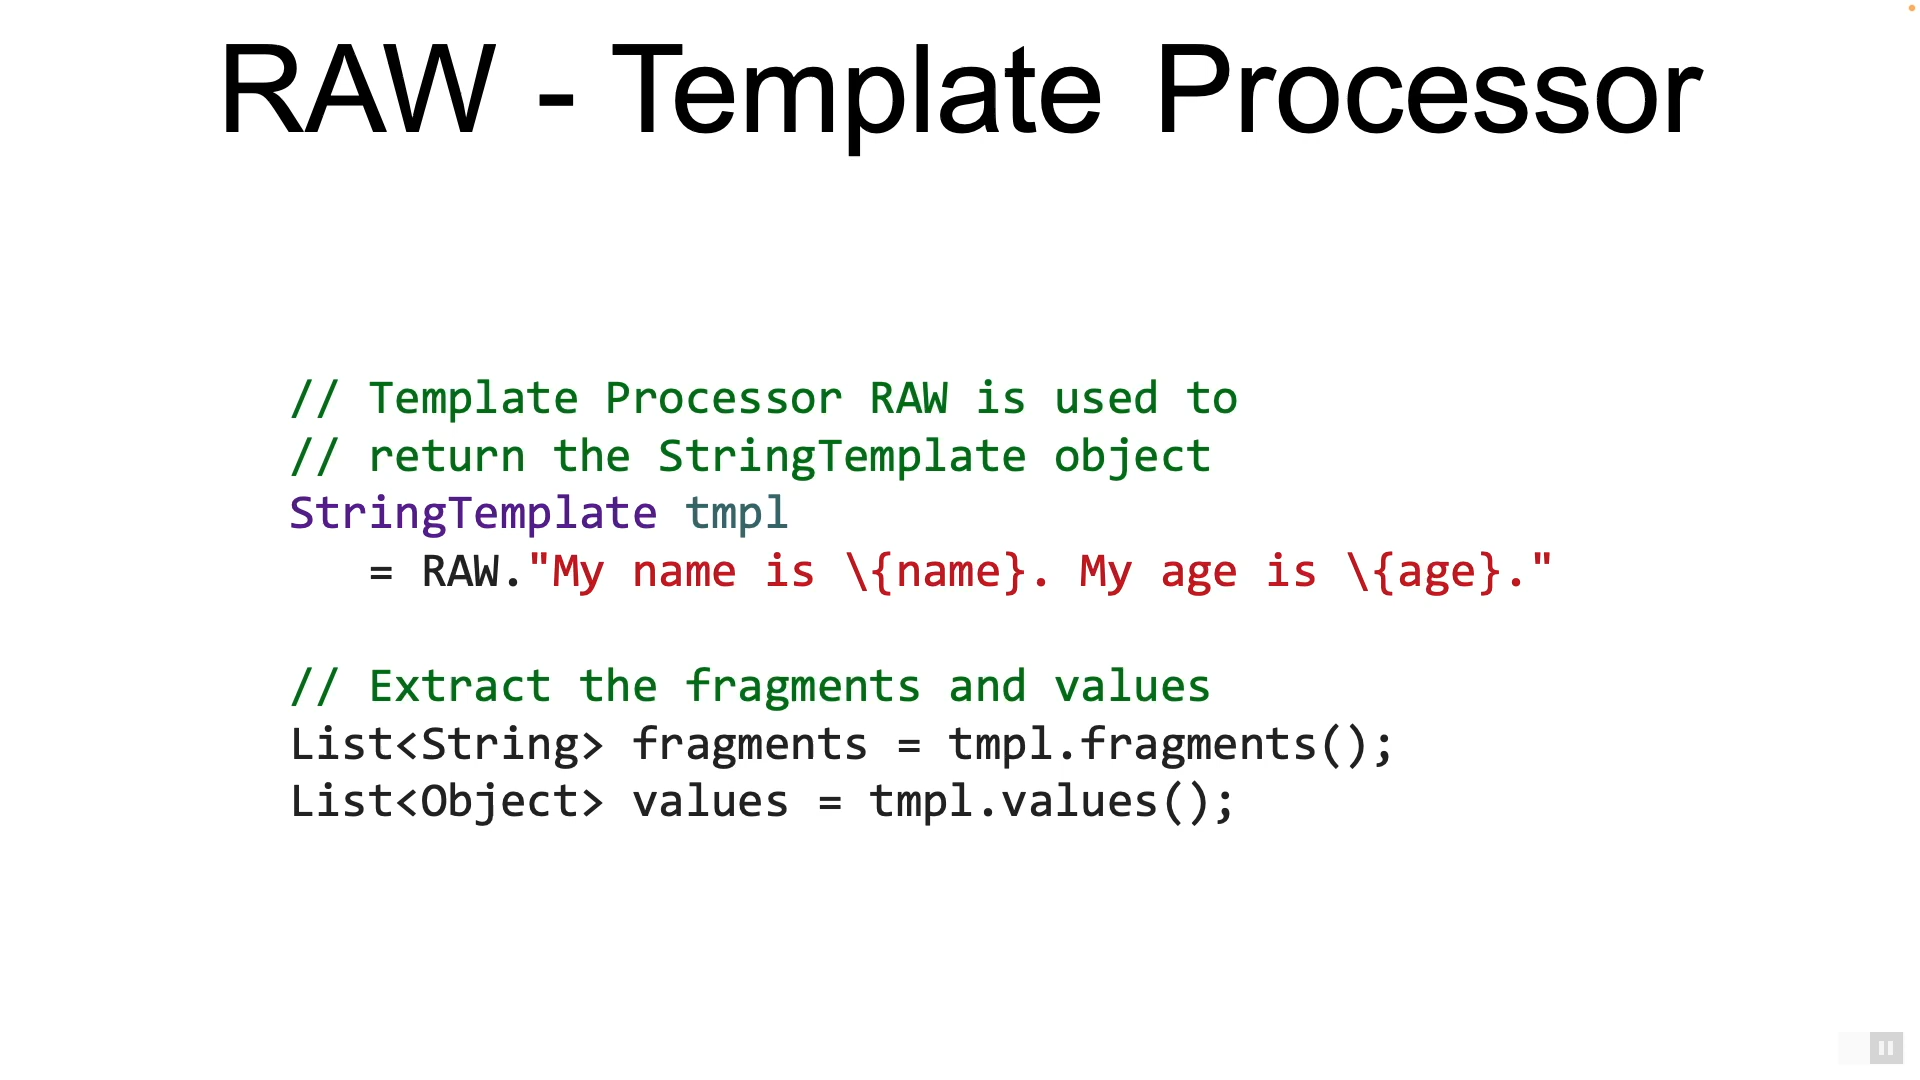 RAW - Template Processor
// Template Processor RAW is used to
// return the StringTemplate object
StringTemplate tmpl
= RAW."My name is \{name}. My age is \{age}."
// Extract the fragments and values
List<String> fragments = tmpl.fragments();
List<Object> values = tmpl.values();